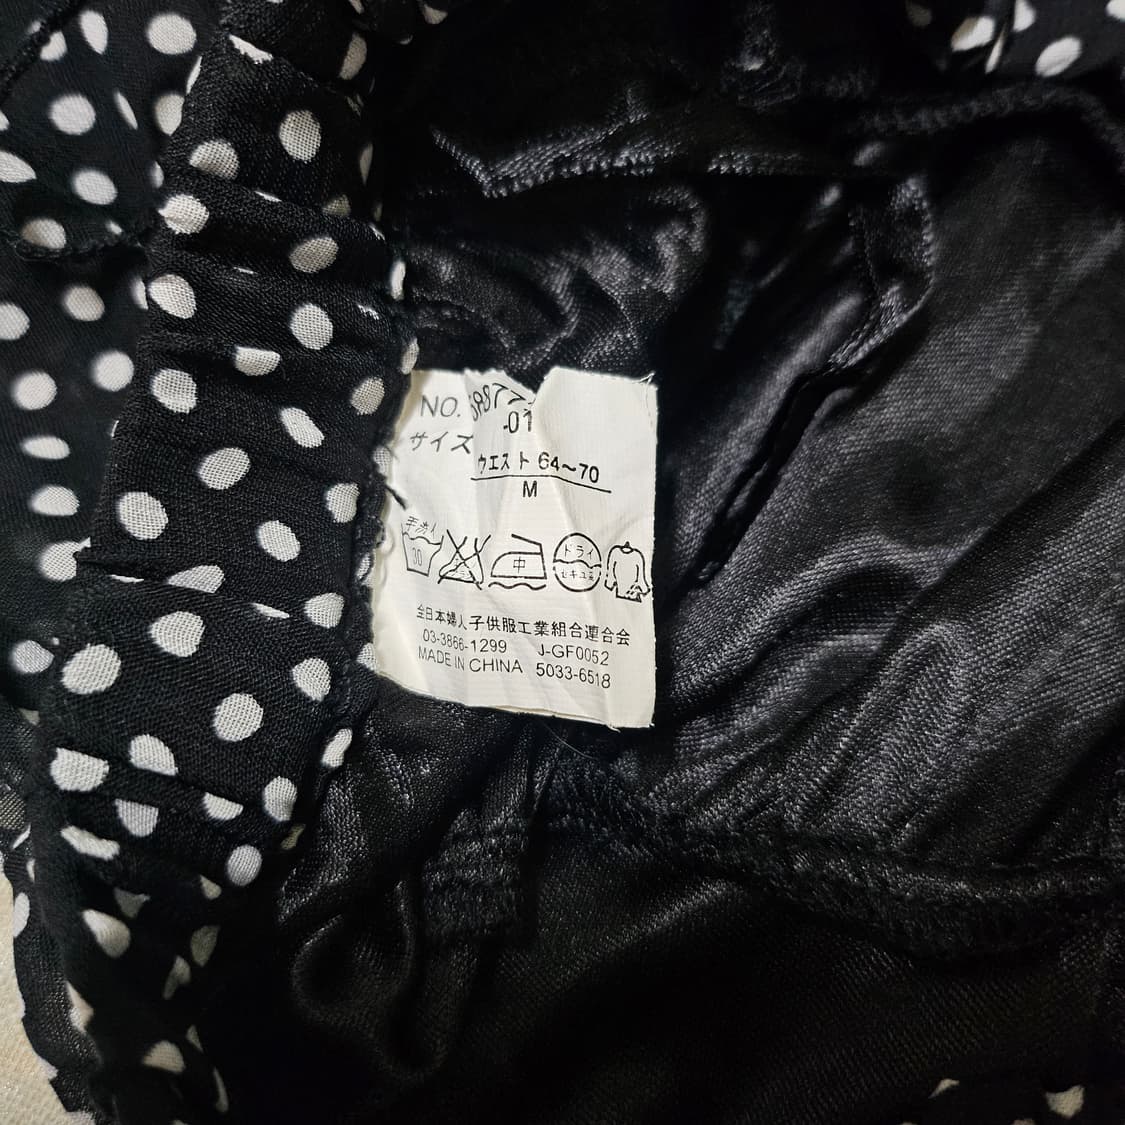 NO.
-01
サイズ
ウエスト 64~70
M
手洗イ
30
中
ドライ
セキユ系
全日本婦人子供服工業組合連合会
03-3866-1299 J-GF0052
MADE IN CHINA 5033-6518